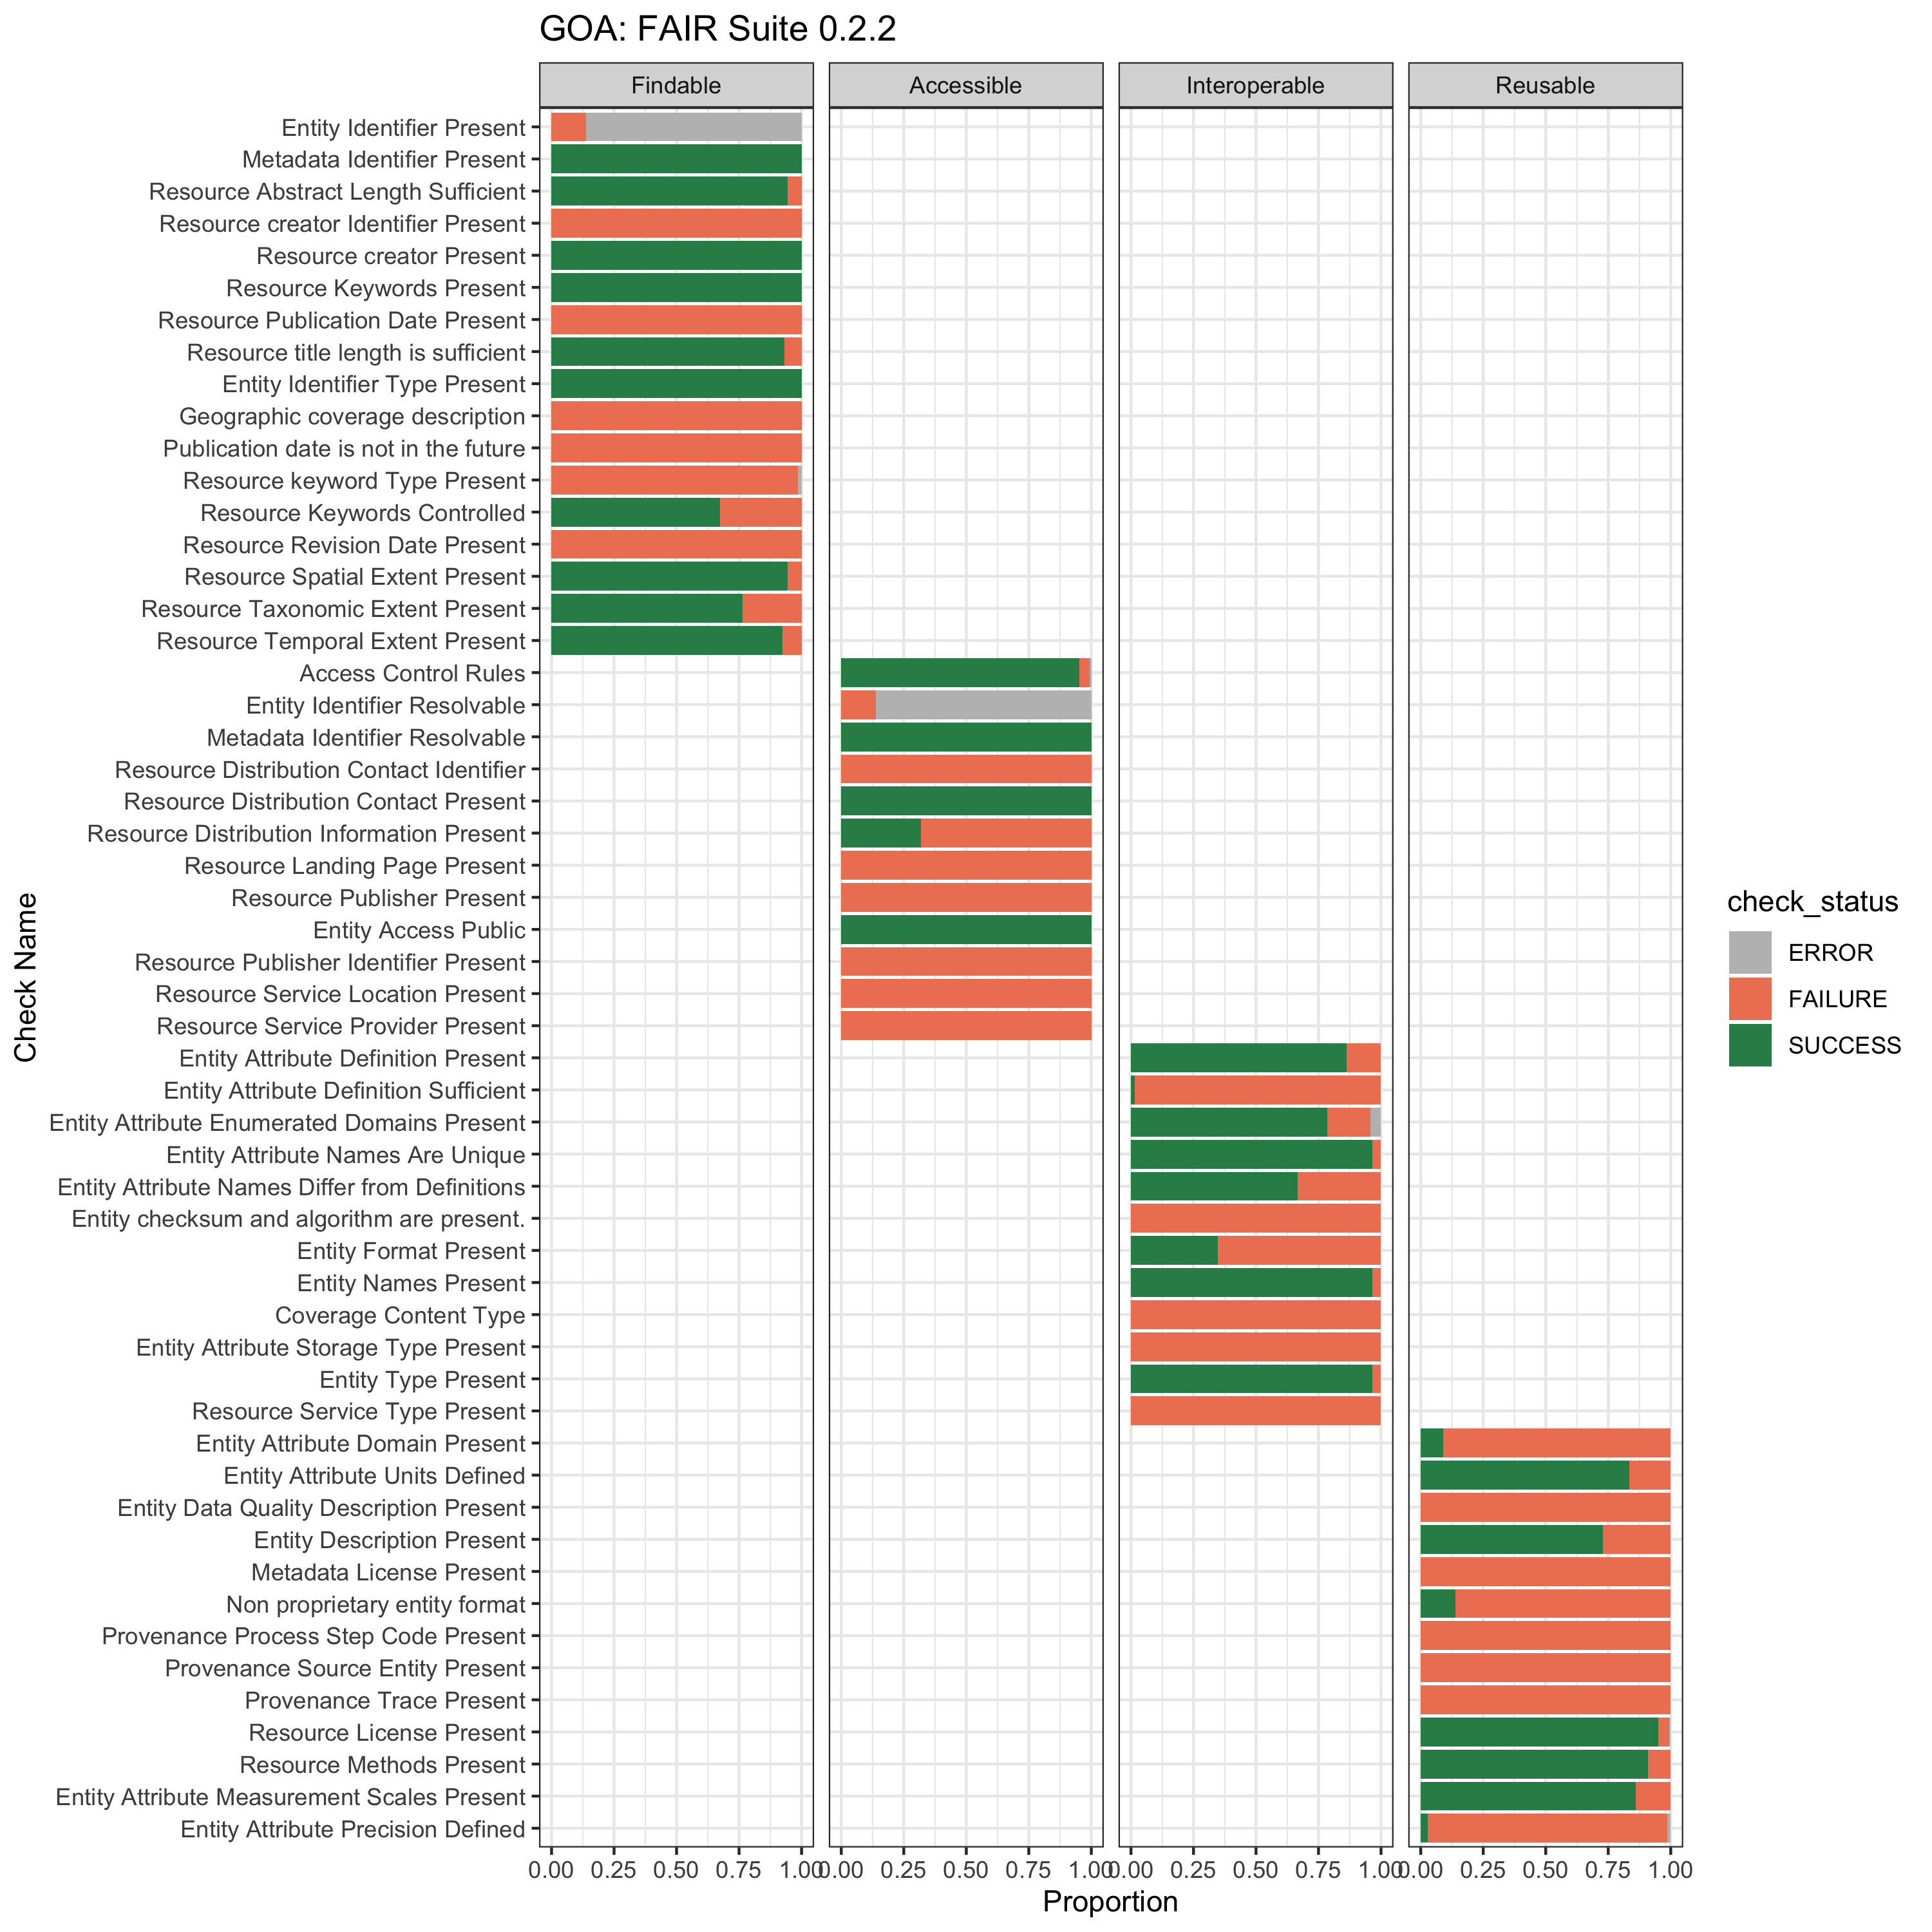 GOA: FAIR Suite 0.2.2
Findable
Accessible
Interoperable
Reusable
Check Name
Entity Identifier Present
Metadata Identifier Present
Resource Abstract Length Sufficient
Resource creator Identifier Present
Resource creator Present
Resource Keywords Present
Resource Publication Date Present
Resource title length is sufficient
Entity Identifier Type Present
Geographic coverage description
Publication date is not in the future
Resource keyword Type Present
Resource Keywords Controlled
Resource Revision Date Present
Resource Spatial Extent Present
Resource Taxonomic Extent Present
Resource Temporal Extent Present
Access Control Rules
Entity Identifier Resolvable
Metadata Identifier Resolvable
Resource Distribution Contact Identifier
Resource Distribution Contact Present
Resource Distribution Information Present
Resource Landing Page Present
Resource Publisher Present
Entity Access Public
Resource Publisher Identifier Present
Resource Service Location Present
Resource Service Provider Present
Entity Attribute Definition Present
Entity Attribute Definition Sufficient
Entity Attribute Enumerated Domains Present
Entity Attribute Names Are Unique
Entity Attribute Names Differ from Definitions
Entity checksum and algorithm are present.
Entity Format Present
Entity Names Present
Coverage Content Type
Entity Attribute Storage Type Present
Entity Type Present
Resource Service Type Present
Entity Attribute Domain Present
Entity Attribute Units Defined
Entity Data Quality Description Present
Entity Description Present
Metadata License Present
Non proprietary entity format
Provenance Process Step Code Present
Provenance Source Entity Present
Provenance Trace Present
Resource License Present
Resource Methods Present
Entity Attribute Measurement Scales Present
Entity Attribute Precision Defined
0.00 0.25 0.50 0.75 1.00
0.00 0.25 0.50 0.75 1.00
0.00 0.25 0.50 0.75 1.00
0.00 0.25 0.50 0.75 1.00
Proportion
check_status
ERROR
FAILURE
SUCCESS